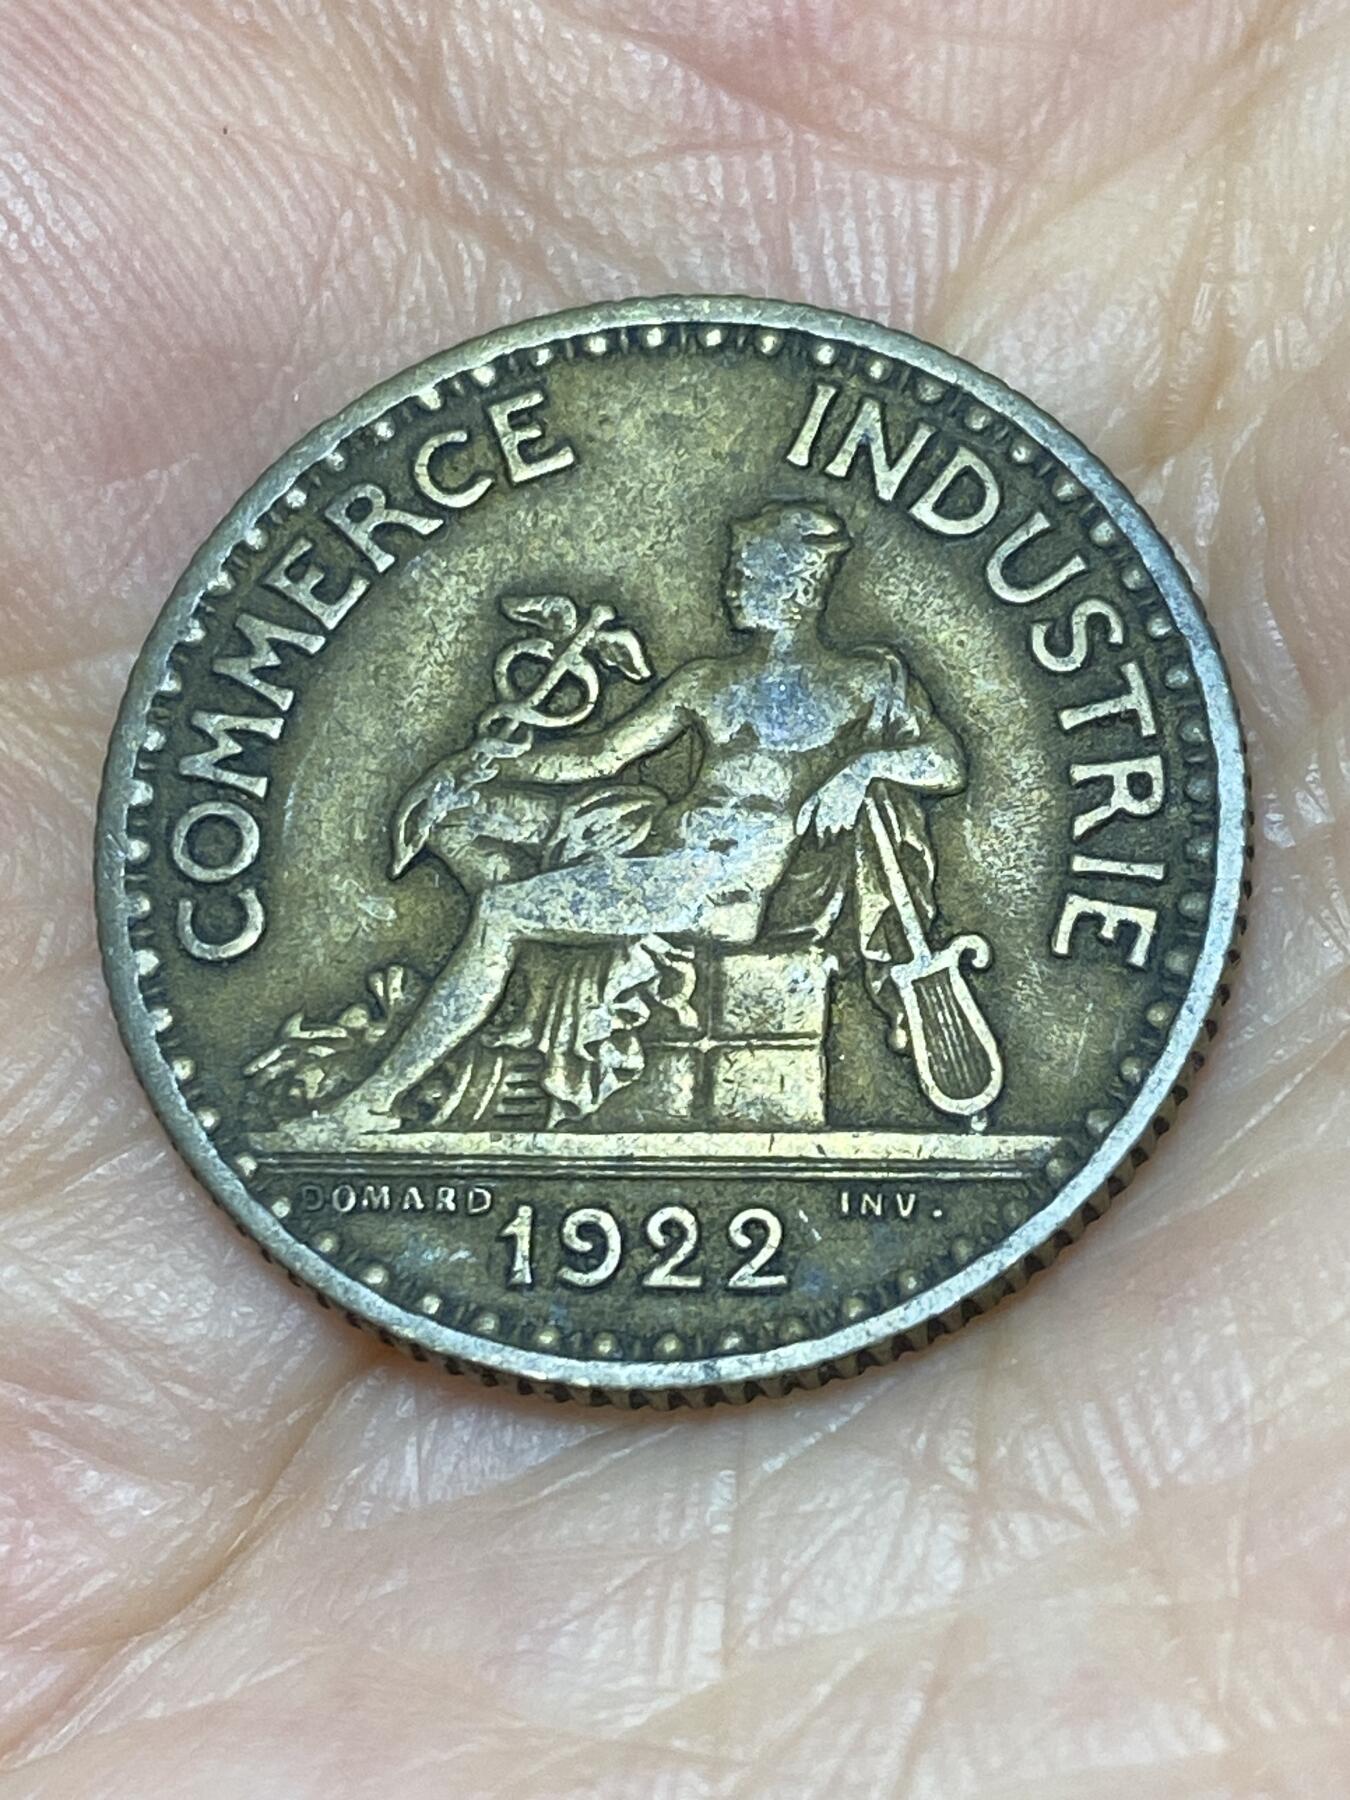 COMMERCE INDUSTRIE
DOMARD INV.
1922